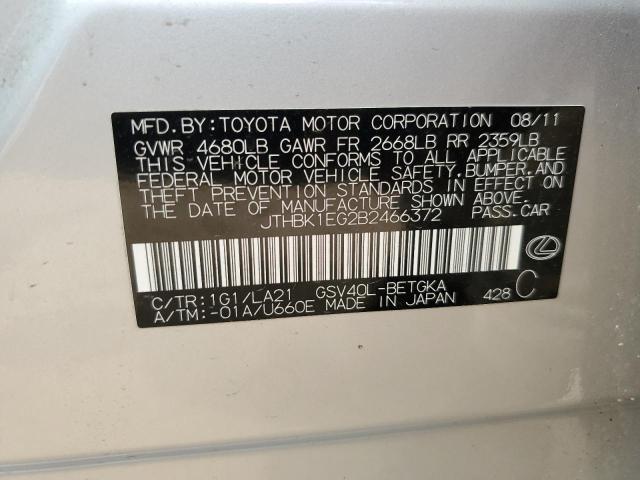 MFD. BY: TOYOTA MOTOR CORPORATION 08/11
GVWR 4680LB GAWR FR 2668LB RR 2359LB
THIS VEHICLE CONFORMS TO ALL APPLICABLE
FEDERAL MOTOR VEHICLE SAFETY, BUMPER, AND
THEFT PREVENTION STANDARDS IN EFFECT ON
THE DATE OF MANUFACTURE SHOWN ABOVE.
JTHBK1EG2B2466372 PASS. CAR
C/TR: 1G1/LA21 GSV40L-BETGKA
A/TM: -01A/U660E MADE IN JAPAN 428 C